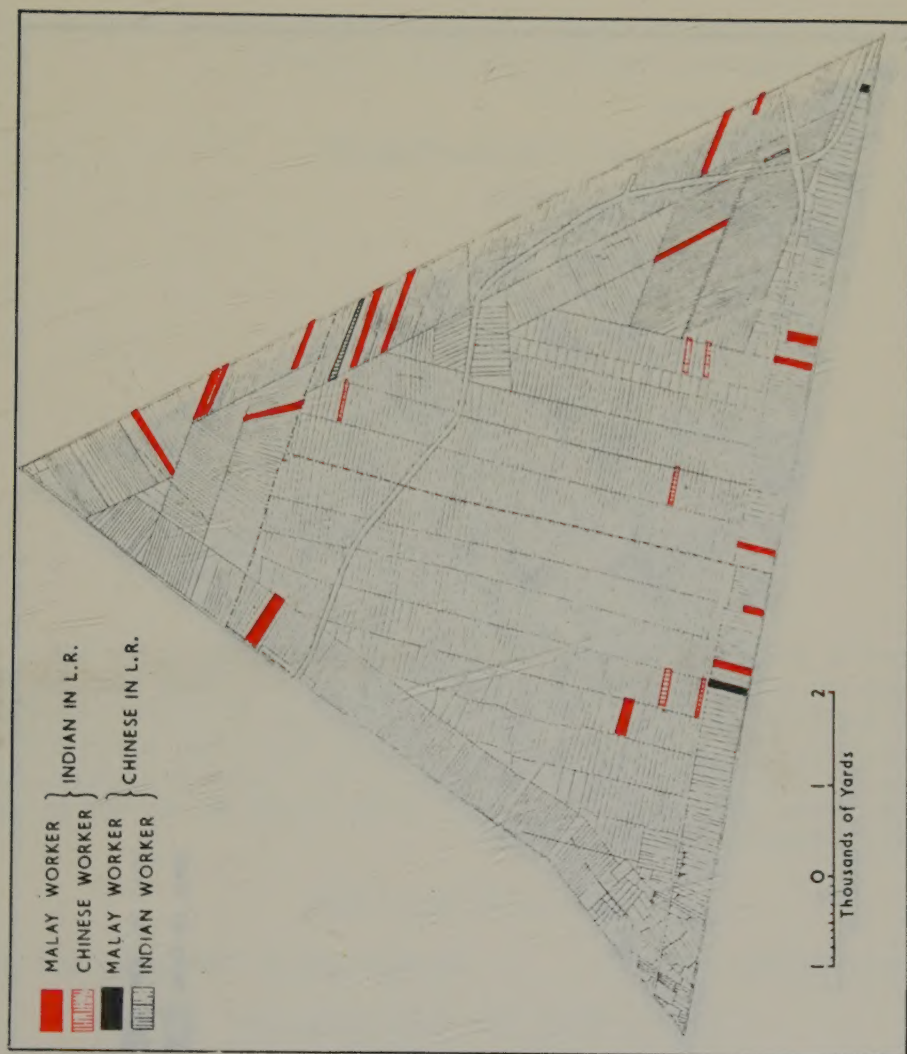 MALAY WORKER
CHINESE WORKER
} INDIAN IN L.R.
MALAY WORKER
INDIAN WORKER
} CHINESE IN L.R.
1 0 1 2
Thousands of Yards